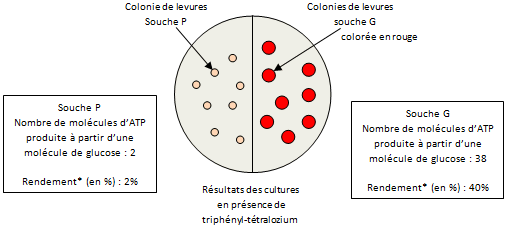 Colonie de levures
Souche P
Colonies de levures
souche G
colorée en rouge
Souche P
Nombre de molécules d'ATP
produite à partir d'une
molécule de glucose : 2
Rendement* (en %) : 2%
Souche G
Nombre de molécules d'ATP
produite à partir d'une
molécule de glucose : 38
Rendement* (en %) : 40%
Résultats des cultures
en présence de
triphényl-tétralozium